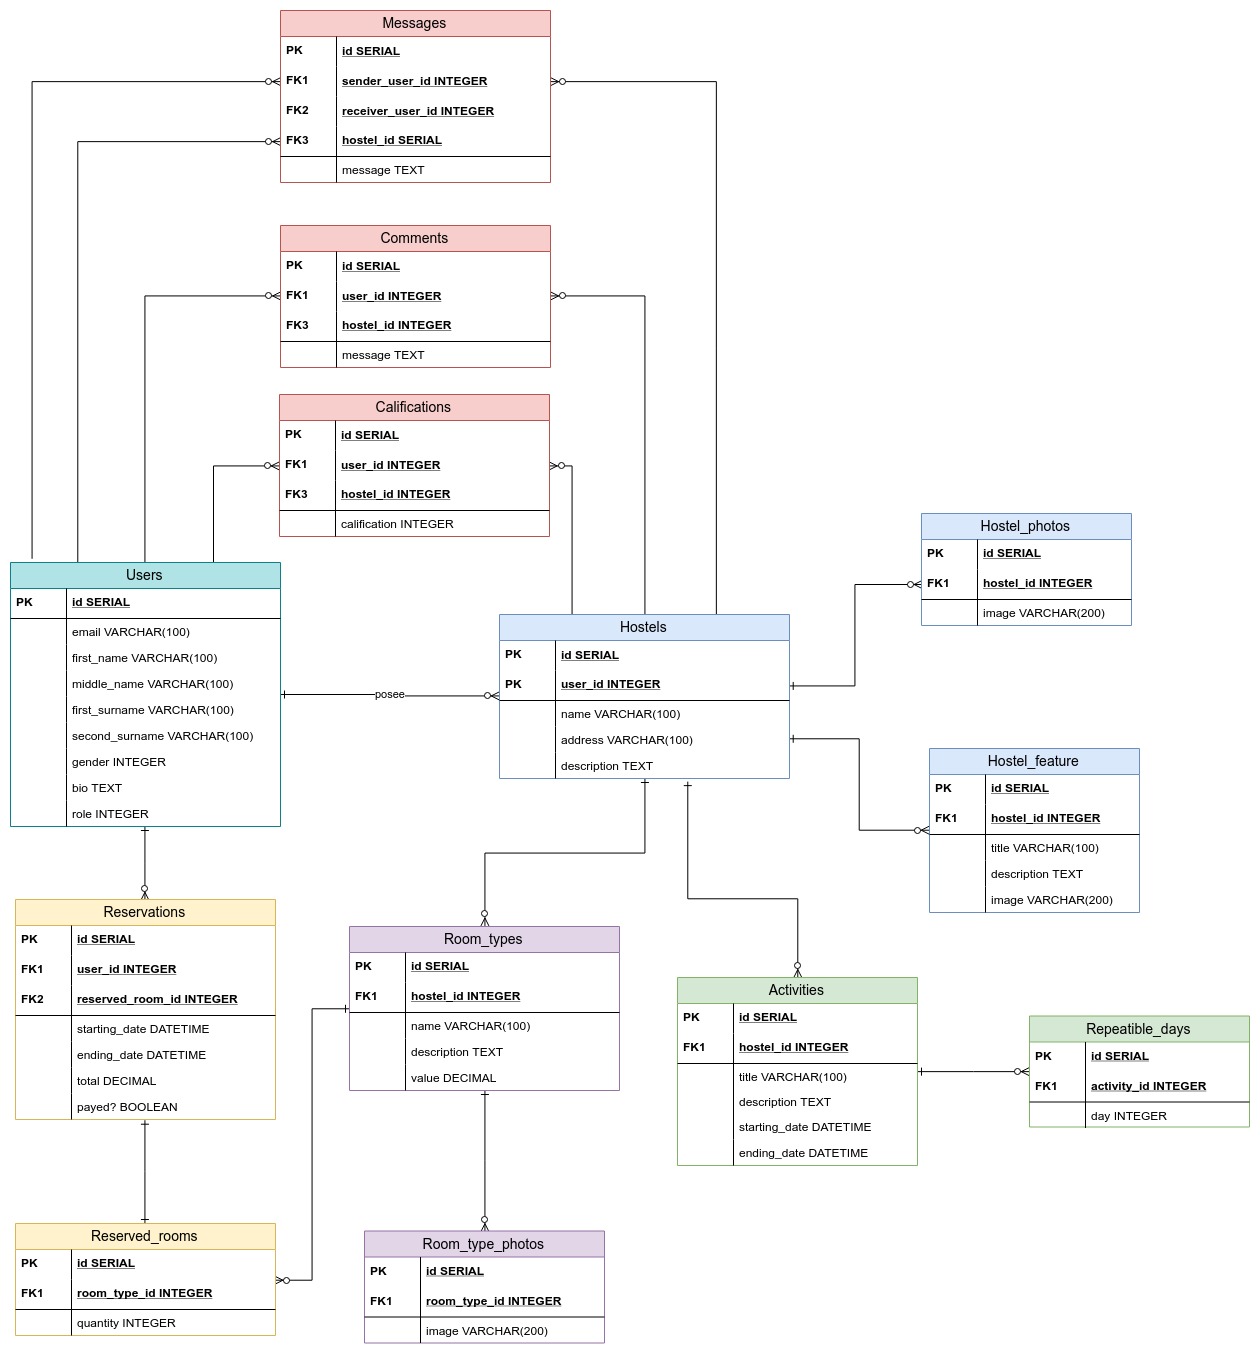 Messages
PK id SERIAL
FK1 sender_user_id INTEGER
FK2 receiver_user_id INTEGER
FK3 hostel_id SERIAL
message TEXT
Comments
PK id SERIAL
FK1 user_id INTEGER
FK3 hostel_id INTEGER
message TEXT
Califications
PK id SERIAL
FK1 user_id INTEGER
FK3 hostel_id INTEGER
calification INTEGER
Users
PK id SERIAL
email VARCHAR(100)
first_name VARCHAR(100)
middle_name VARCHAR(100)
first_surname VARCHAR(100)
second_surname VARCHAR(100)
gender INTEGER
bio TEXT
role INTEGER
posee
Hostels
PK id SERIAL
PK user_id INTEGER
name VARCHAR(100)
address VARCHAR(100)
description TEXT
Hostel_photos
PK id SERIAL
FK1 hostel_id INTEGER
image VARCHAR(200)
Hostel_feature
PK id SERIAL
FK1 hostel_id INTEGER
title VARCHAR(100)
description TEXT
image VARCHAR(200)
Reservations
PK id SERIAL
FK1 user_id INTEGER
FK2 reserved_room_id INTEGER
starting_date DATETIME
ending_date DATETIME
total DECIMAL
payed? BOOLEAN
Room_types
PK id SERIAL
FK1 hostel_id INTEGER
name VARCHAR(100)
description TEXT
value DECIMAL
Activities
PK id SERIAL
FK1 hostel_id INTEGER
title VARCHAR(100)
description TEXT
starting_date DATETIME
ending_date DATETIME
Repeatible_days
PK id SERIAL
FK1 activity_id INTEGER
day INTEGER
Reserved_rooms
PK id SERIAL
FK1 room_type_id INTEGER
quantity INTEGER
Room_type_photos
PK id SERIAL
FK1 room_type_id INTEGER
image VARCHAR(200)